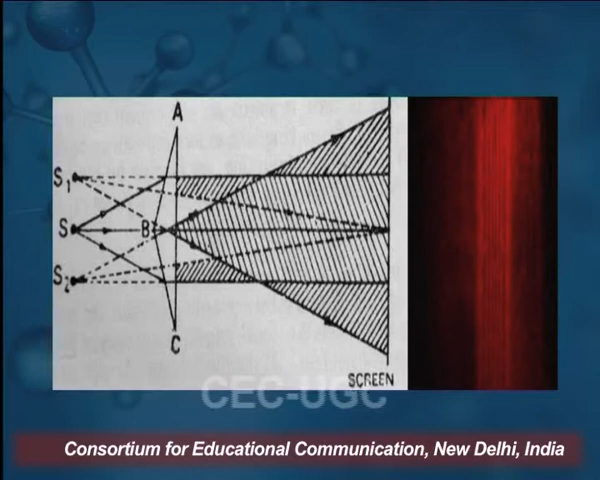 A
S1
S
B
S2
C
SCREEN
CEC-UGC
Consortium for Educational Communication, New Delhi, India